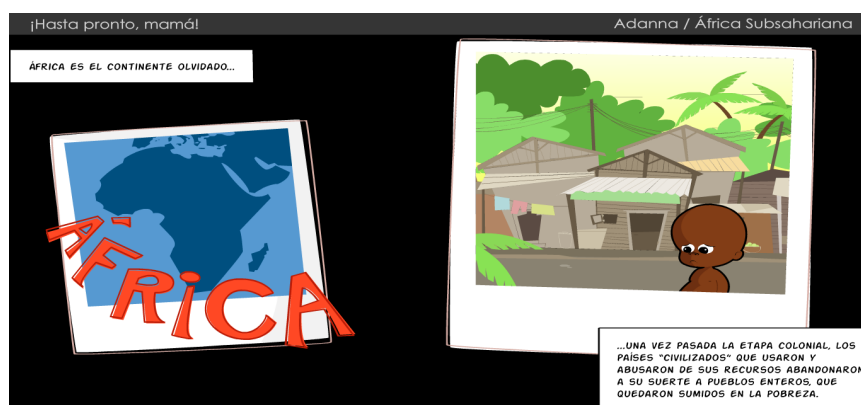 ¡Hasta pronto, mamá!
Adanna / África Subsahariana
ÁFRICA ES EL CONTINENTE OLVIDADO...
ÁFRICA
...UNA VEZ PASADA LA ETAPA COLONIAL, LOS
PAÍSES "CIVILIZADOS" QUE USARON Y
ABUSARON DE SUS RECURSOS ABANDONARON
A SU SUERTE A PUEBLOS ENTEROS, QUE
QUEDARON SUMIDOS EN LA POBREZA.